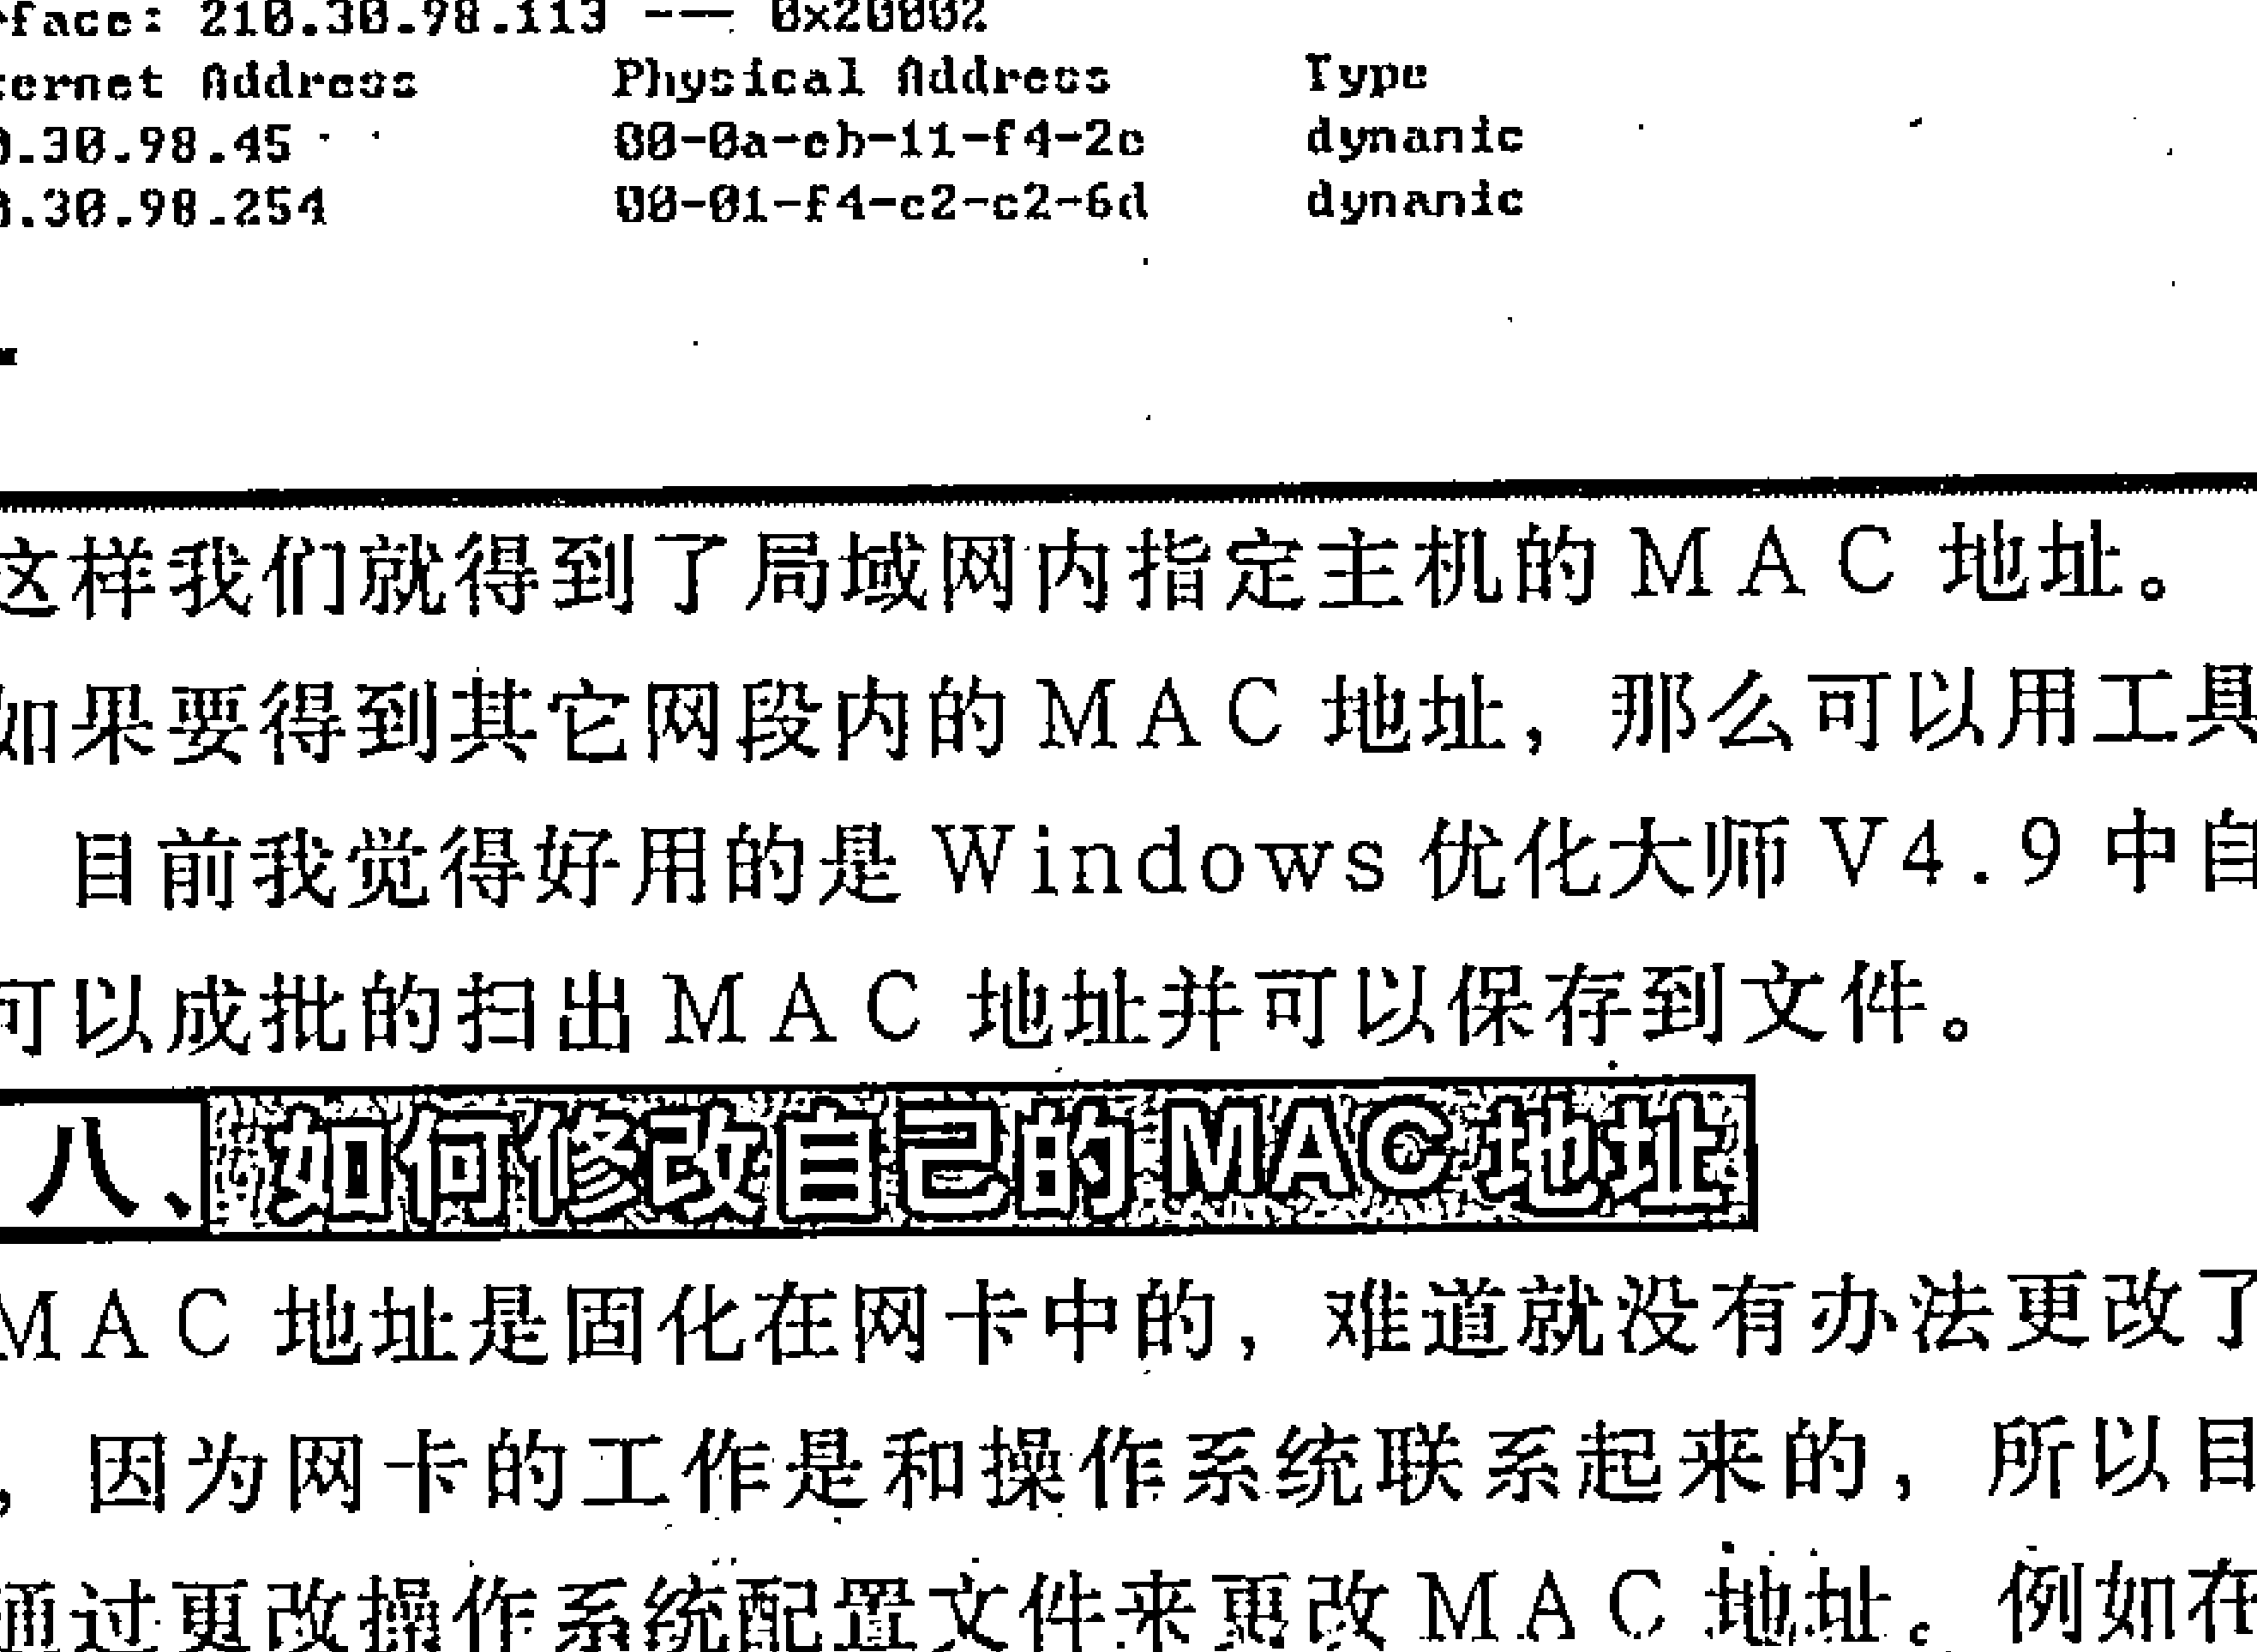 rface: 210.30.98.113 --- 0x20002
ternet Address Physical Address Type
0.30.98.45 00-0a-eb-11-f4-2c dynamic
0.30.98.254 00-01-f4-c2-c2-6d dynamic
这样我们就得到了局域网内指定主机的MAC地址。
如果要得到其它网段内的MAC地址，那么可以用工具
目前我觉得好用的是Windows优化大师V4.9中自
可以成批的扫出MAC地址并可以保存到文件。
八、如何修改自己的MAC地址
MAC地址是固化在网卡中的，难道就没有办法更改了
，因为网卡的工作是和操作系统联系起来的，所以目
通过更改操作系统配置文件来更改MAC地址。例如在